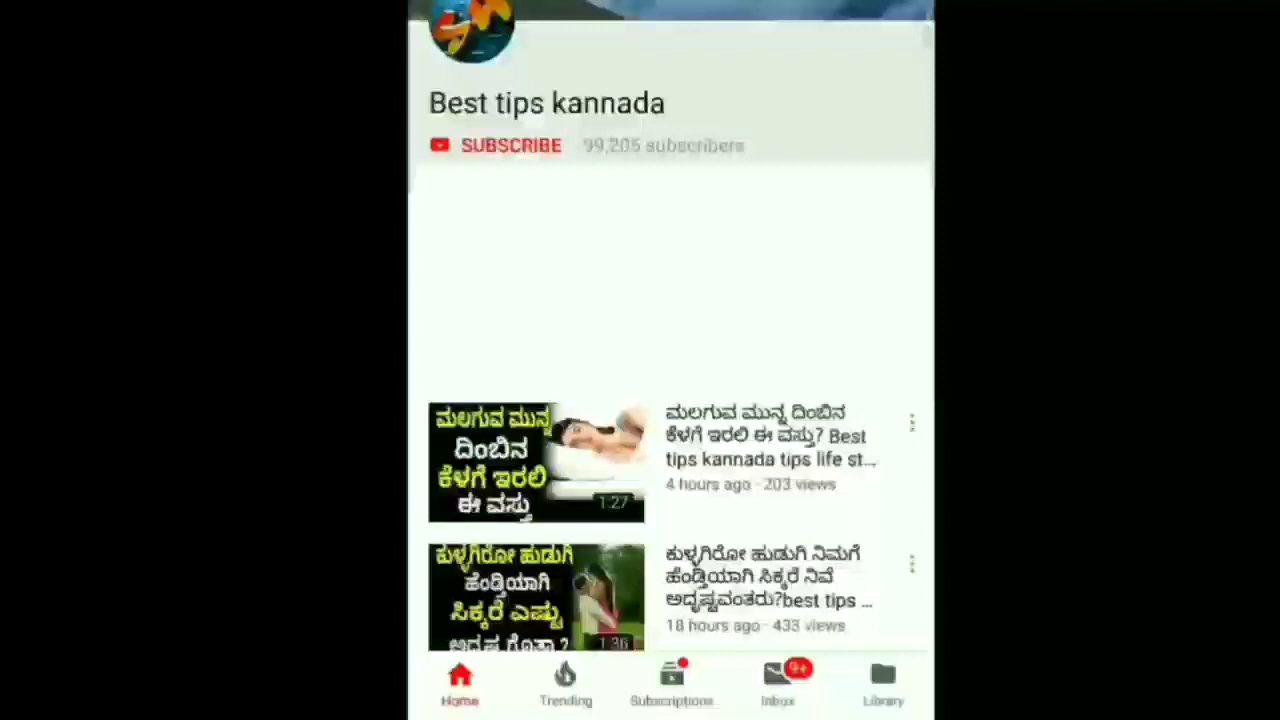 Best tips kannada
SUBSCRIBE 99,205 subscribers
ಮಲಗುವ ಮುನ್ನ
ದಿಂಬಿನ
ಕೆಳಗೆ ಇರಲಿ
ಈ ವಸ್ತು
1:27
ಮಲಗುವ ಮುನ್ನ ದಿಂಬಿನ
ಕೆಳಗೆ ಇರಲಿ ಈ ವಸ್ತು? Best
tips kannada tips life st...
4 hours ago · 203 views
ಕುಳ್ಳಗಿರೋ ಹುಡುಗಿ
ಹೆಂಡ್ತಿಯಾಗಿ
ಸಿಕ್ಕರೆ ಎಷ್ಟು
1:36
ಕುಳ್ಳಗಿರೋ ಹುಡುಗಿ ನಿಮಗೆ
ಹೆಂಡ್ತಿಯಾಗಿ ಸಿಕ್ಕರೆ ನಿವೆ
ಅದೃಷ್ಟವಂತರು?best tips ...
18 hours ago · 433 views
9+
Home Trending Subscriptions Inbox Library